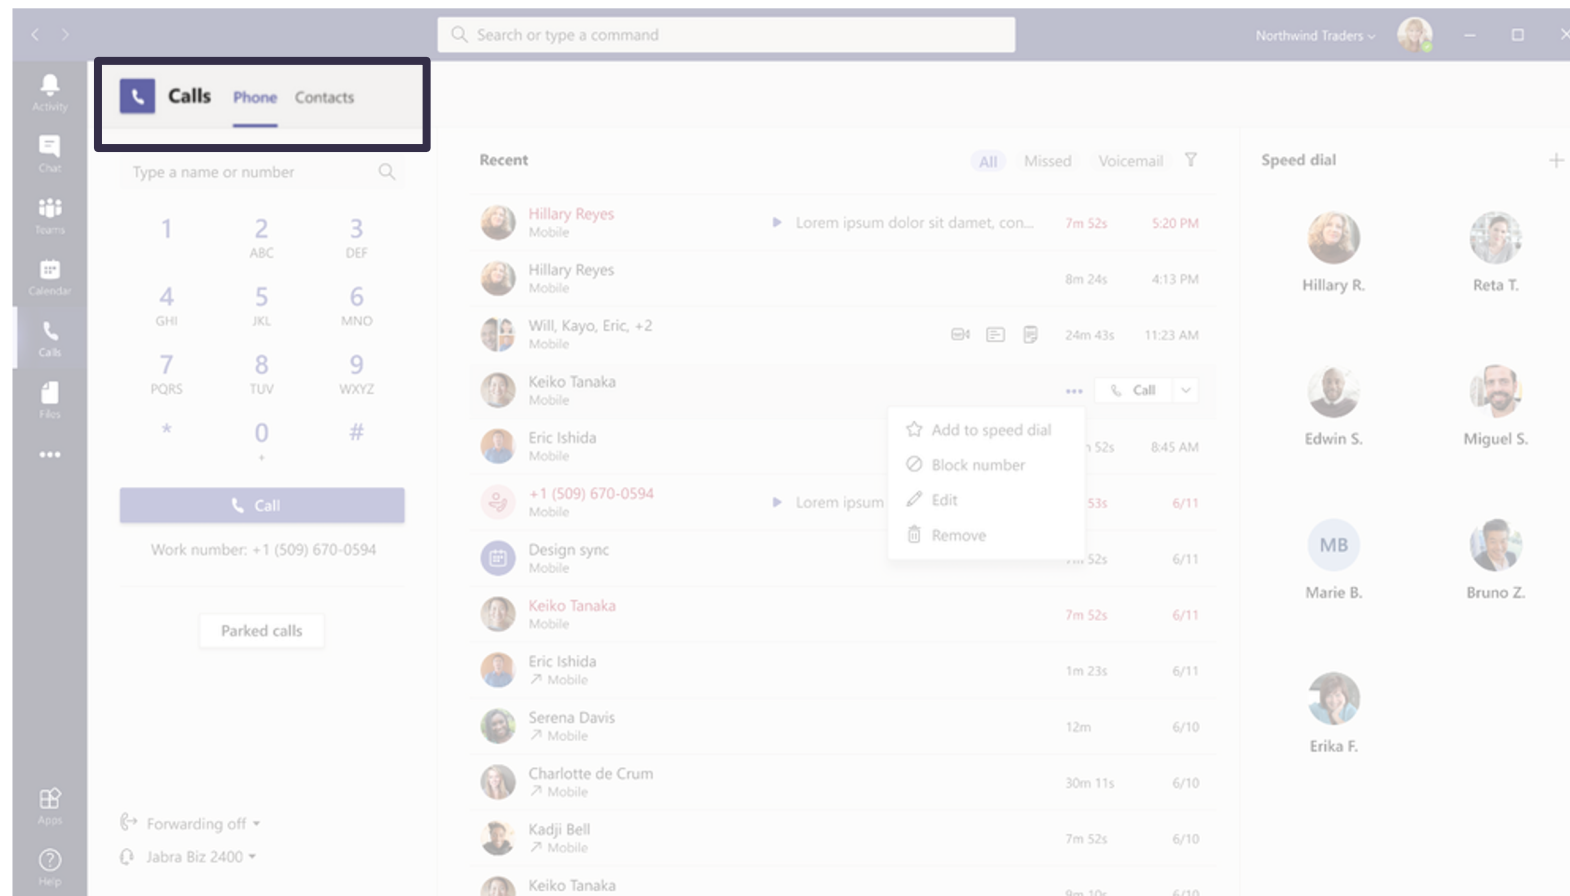 Search or type a command
Northwind Traders
Activity
Chat
Teams
Calendar
Calls
Files
Apps
Help
Calls Phone Contacts
Type a name or number
1
2
ABC
3
DEF
4
GHI
5
JKL
6
MNO
7
PQRS
8
TUV
9
WXYZ
*
0
+
#
Call
Work number: +1 (509) 670-0594
Parked calls
Forwarding off
Jabra Biz 2400
Recent All Missed Voicemail
Hillary Reyes
Mobile
Lorem ipsum dolor sit damet, con... 7m 52s 5:20 PM
Hillary Reyes
Mobile
8m 24s 4:13 PM
Will, Kayo, Eric, +2
Mobile
24m 43s 11:23 AM
Keiko Tanaka
Mobile
Call
Add to speed dial
Block number
Edit
Remove
Eric Ishida
Mobile
52s 8:45 AM
+1 (509) 670-0594
Mobile
Lorem ipsum 53s 6/11
Design sync
Mobile
52s 6/11
Keiko Tanaka
Mobile
7m 52s 6/11
Eric Ishida
Mobile
1m 23s 6/11
Serena Davis
Mobile
12m 6/10
Charlotte de Crum
Mobile
30m 11s 6/10
Kadji Bell
Mobile
7m 52s 6/10
Keiko Tanaka
Speed dial
Hillary R.
Reta T.
Edwin S.
Miguel S.
MB
Marie B.
Bruno Z.
Erika F.